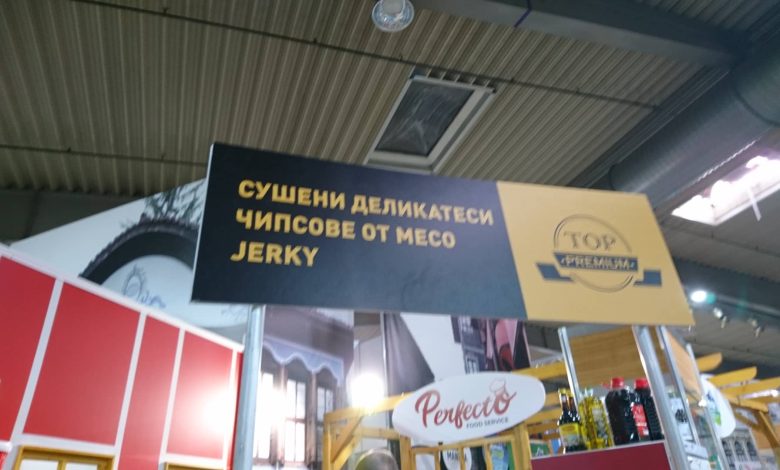 СУШЕНИ ДЕЛИКАТЕСИ
ЧИПСОВЕ ОТ МЕСО
JERKY
TOP
PREMIUM
Perfecto
FOOD SERVICE